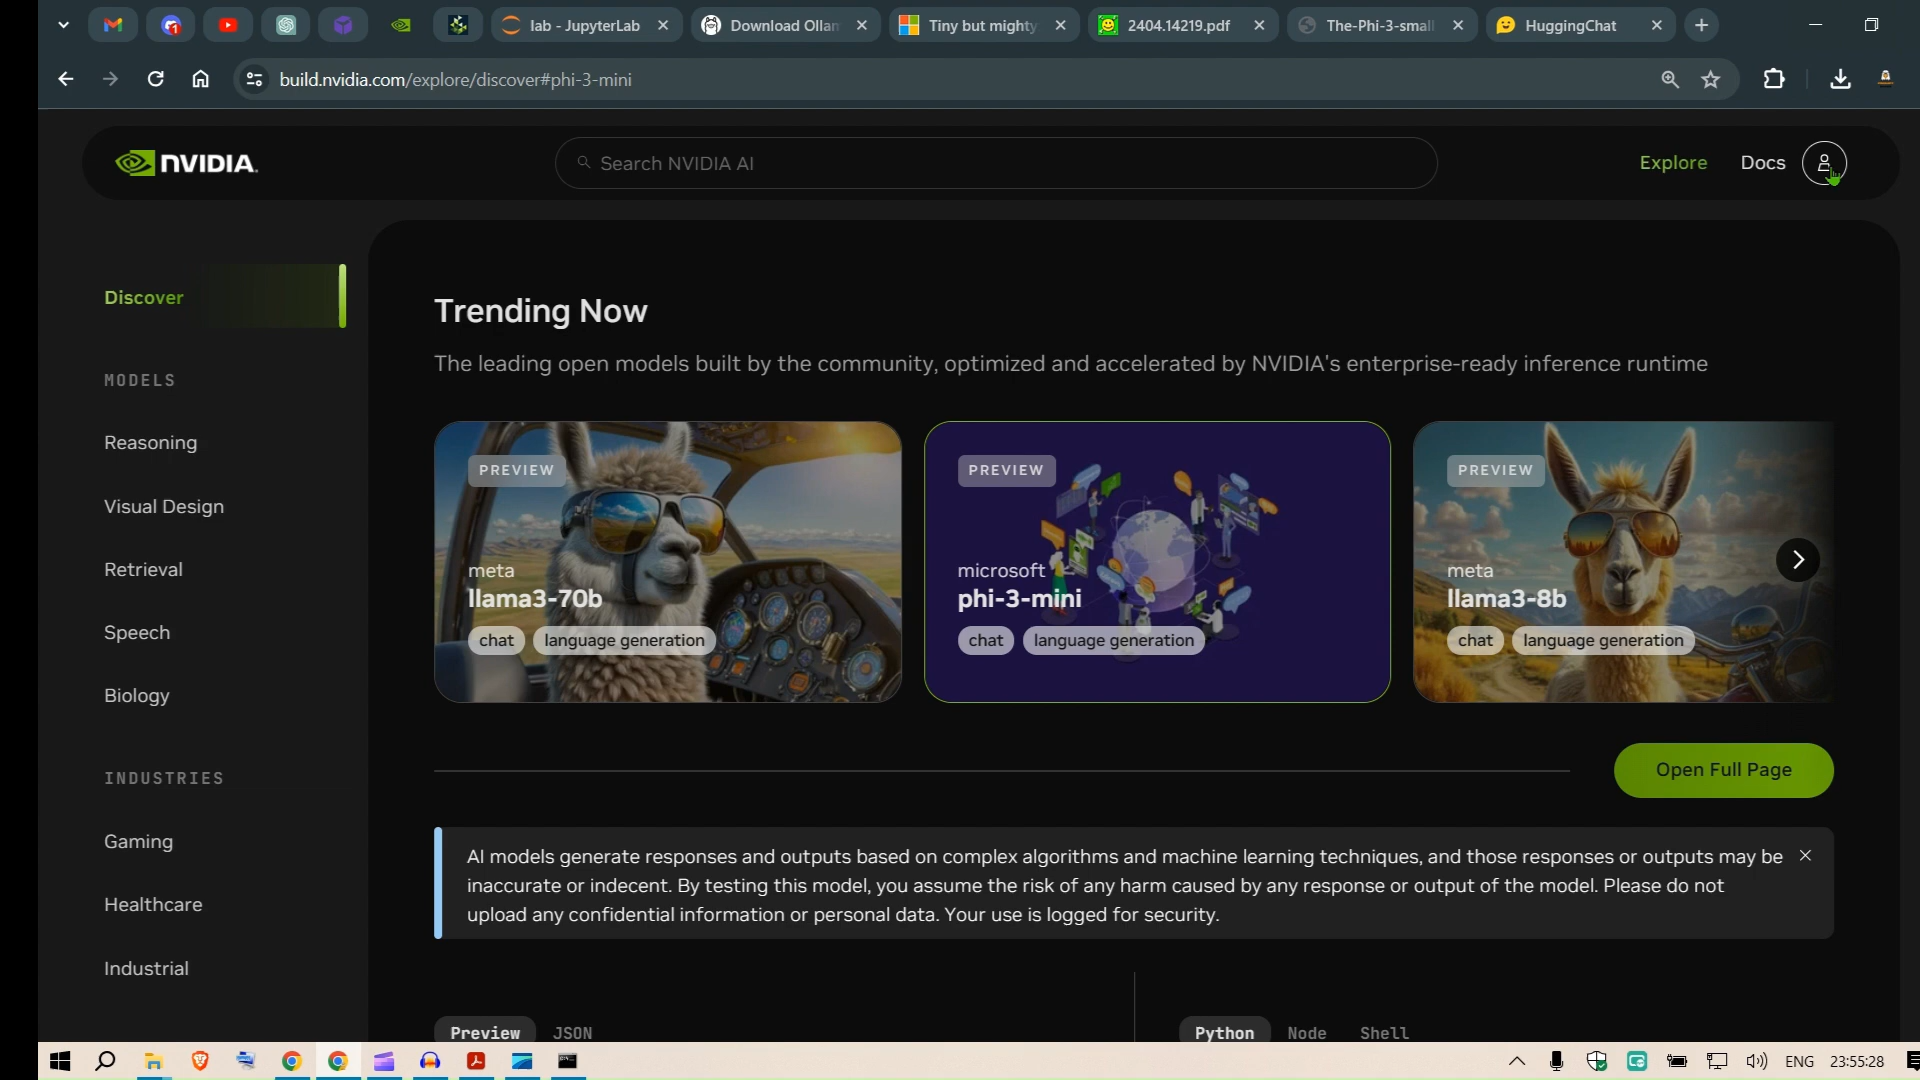 lab - JupyterLab
Download Ollan
Tiny but mighty
2404.14219.pdf
The-Phi-3-small
HuggingChat
build.nvidia.com/explore/discover#phi-3-mini
NVIDIA.
Search NVIDIA AI
Explore
Docs
Discover
MODELS
Reasoning
Visual Design
Retrieval
Speech
Biology
INDUSTRIES
Gaming
Healthcare
Industrial
Trending Now
The leading open models built by the community, optimized and accelerated by NVIDIA's enterprise-ready inference runtime
PREVIEW
meta
llama3-70b
chat
language generation
PREVIEW
microsoft
phi-3-mini
chat
language generation
PREVIEW
meta
llama3-8b
chat
language generation
Open Full Page
AI models generate responses and outputs based on complex algorithms and machine learning techniques, and those responses or outputs may be
inaccurate or indecent. By testing this model, you assume the risk of any harm caused by any response or output of the model. Please do not
upload any confidential information or personal data. Your use is logged for security.
Preview
JSON
Python
Node
Shell
ENG
23:55:28